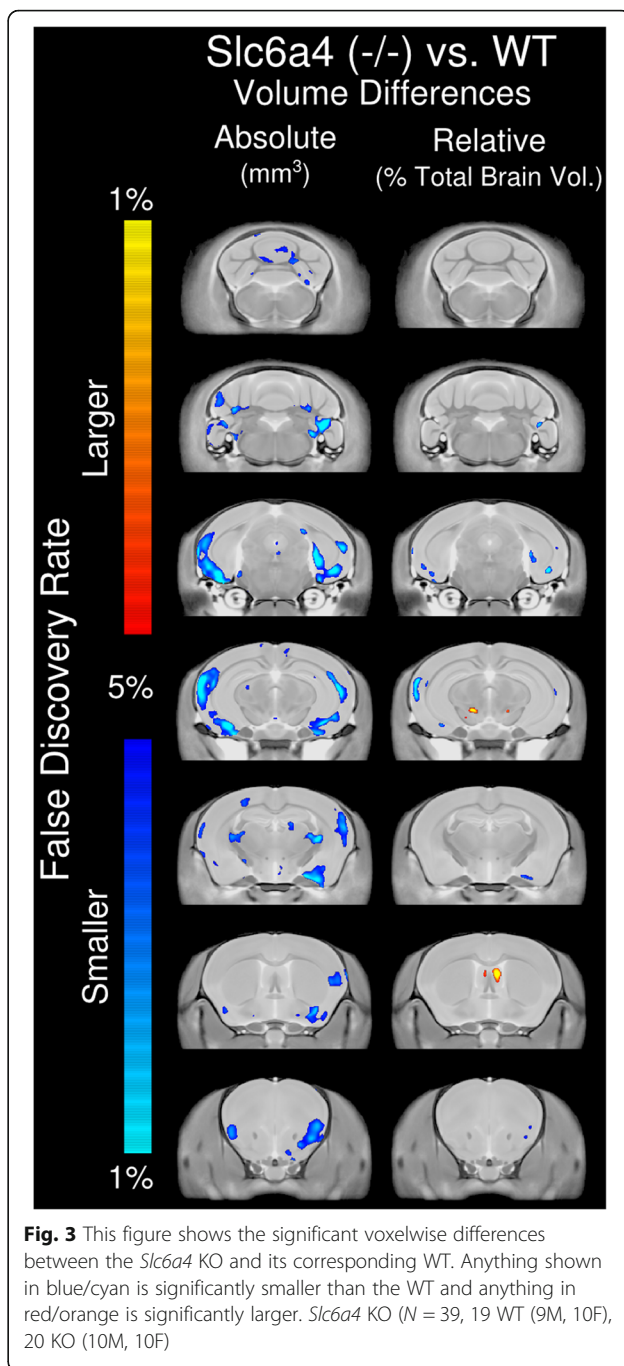 Slc6a4 (-/-) vs. WT
Volume Differences
Absolute
(mm³)
Relative
(% Total Brain Vol.)
1%
Larger
5%
False Discovery Rate
Smaller
1%
Fig. 3 This figure shows the significant voxelwise differences
between the Slc6a4 KO and its corresponding WT. Anything shown
in blue/cyan is significantly smaller than the WT and anything in
red/orange is significantly larger. Slc6a4 KO (N = 39, 19 WT (9M, 10F),
20 KO (10M, 10F)